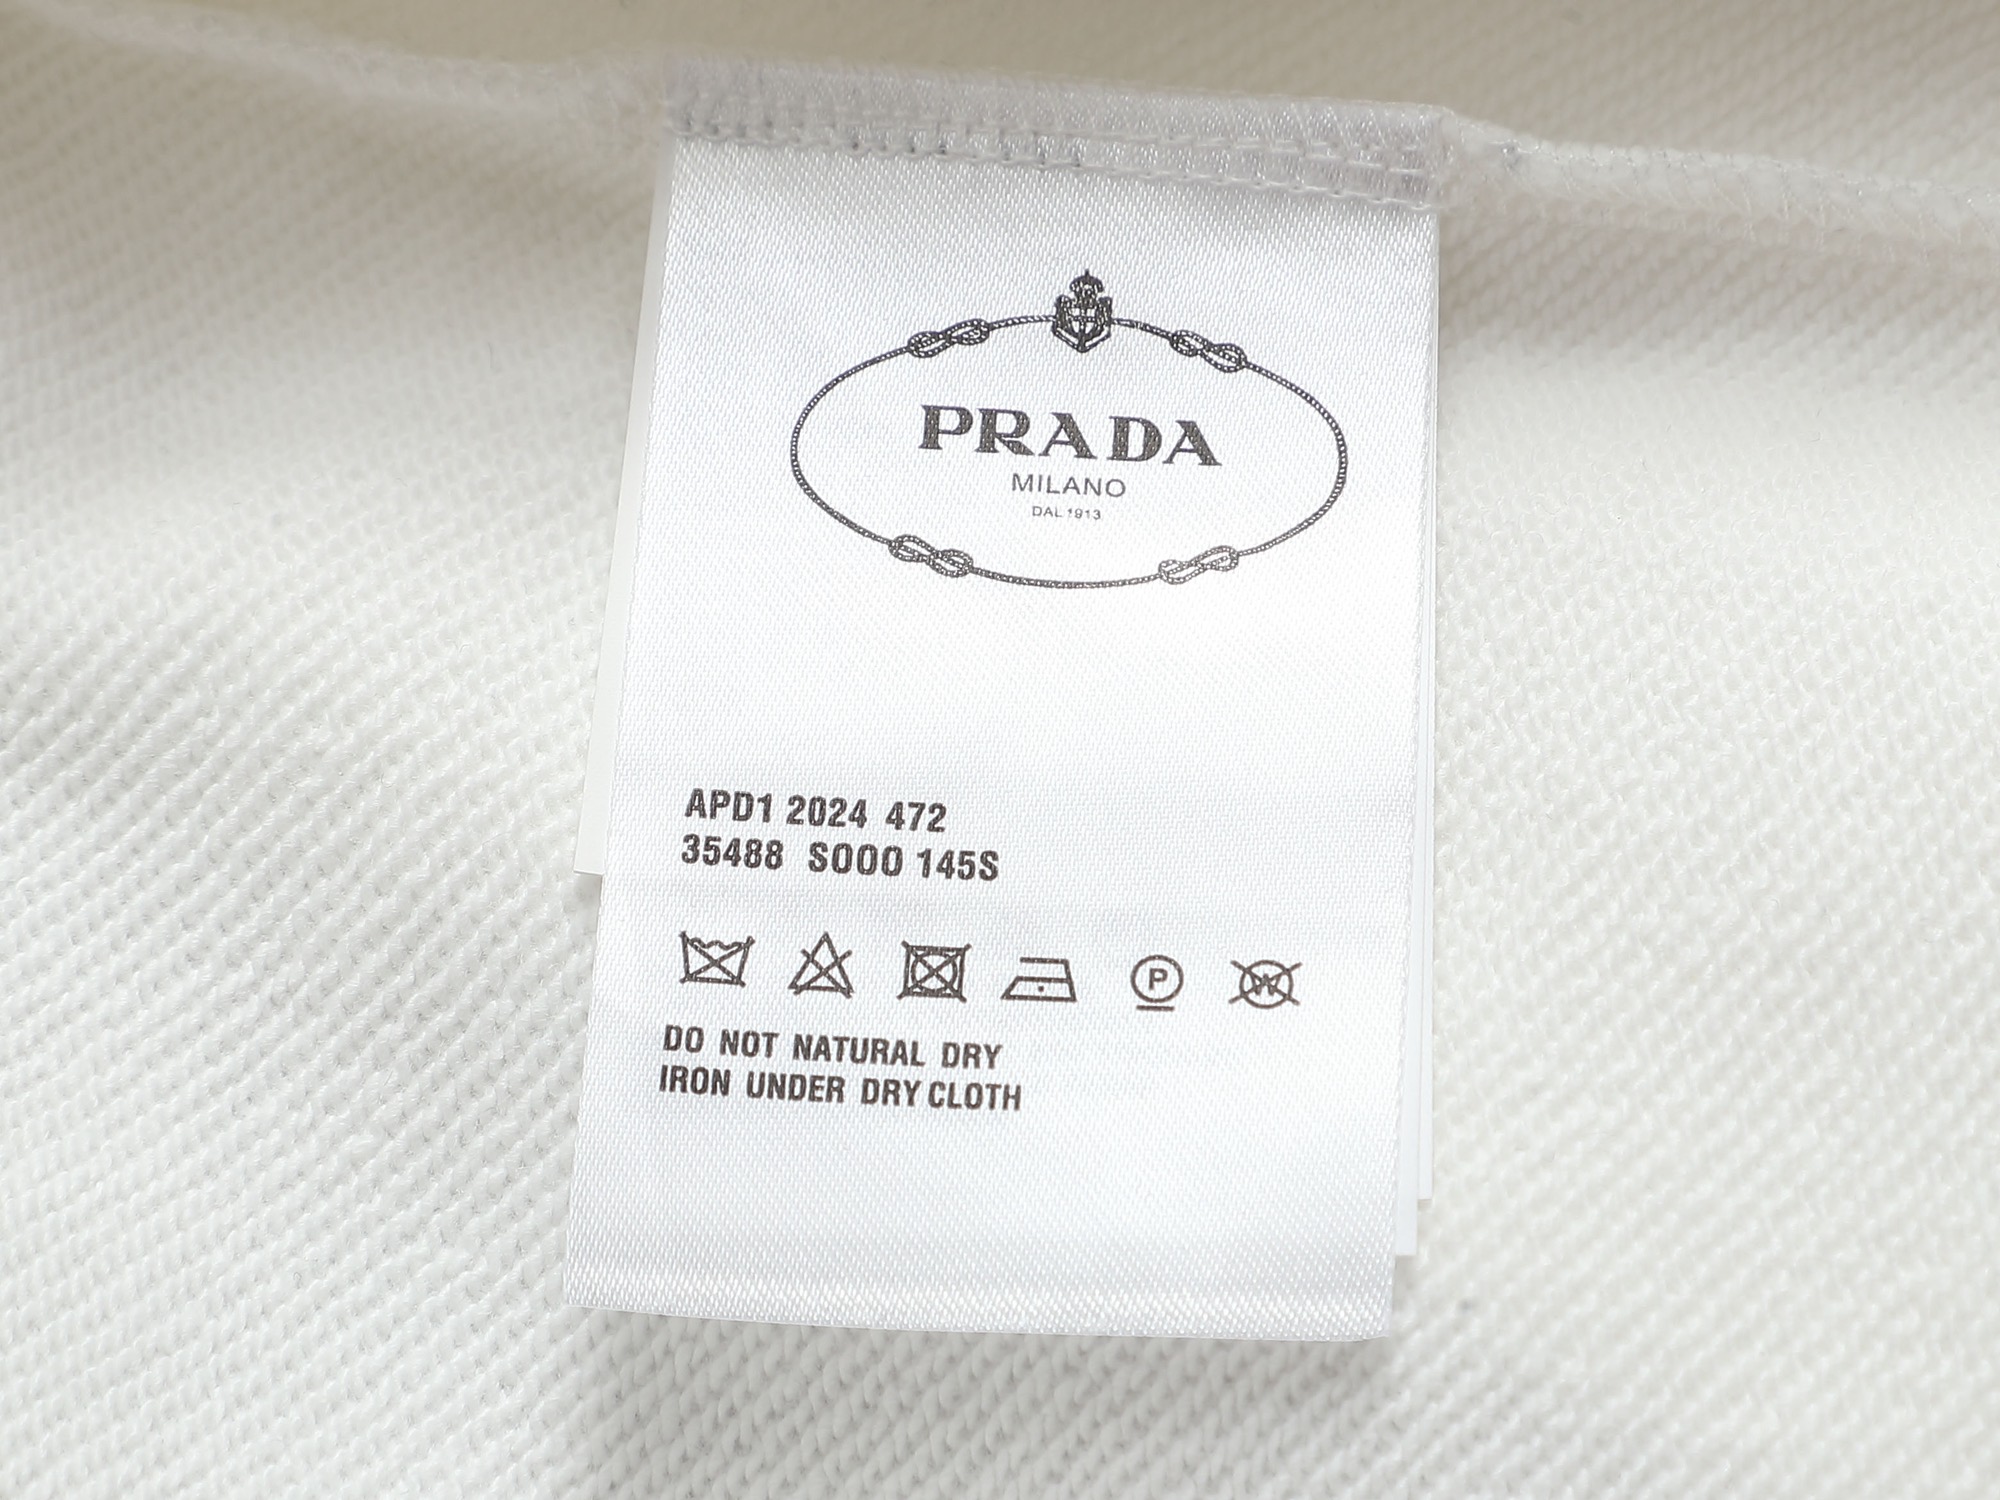 PRADA
MILANO
DAL 1913
APD1 2024 472
35488 S000 145S
P
W
DO NOT NATURAL DRY
IRON UNDER DRY CLOTH